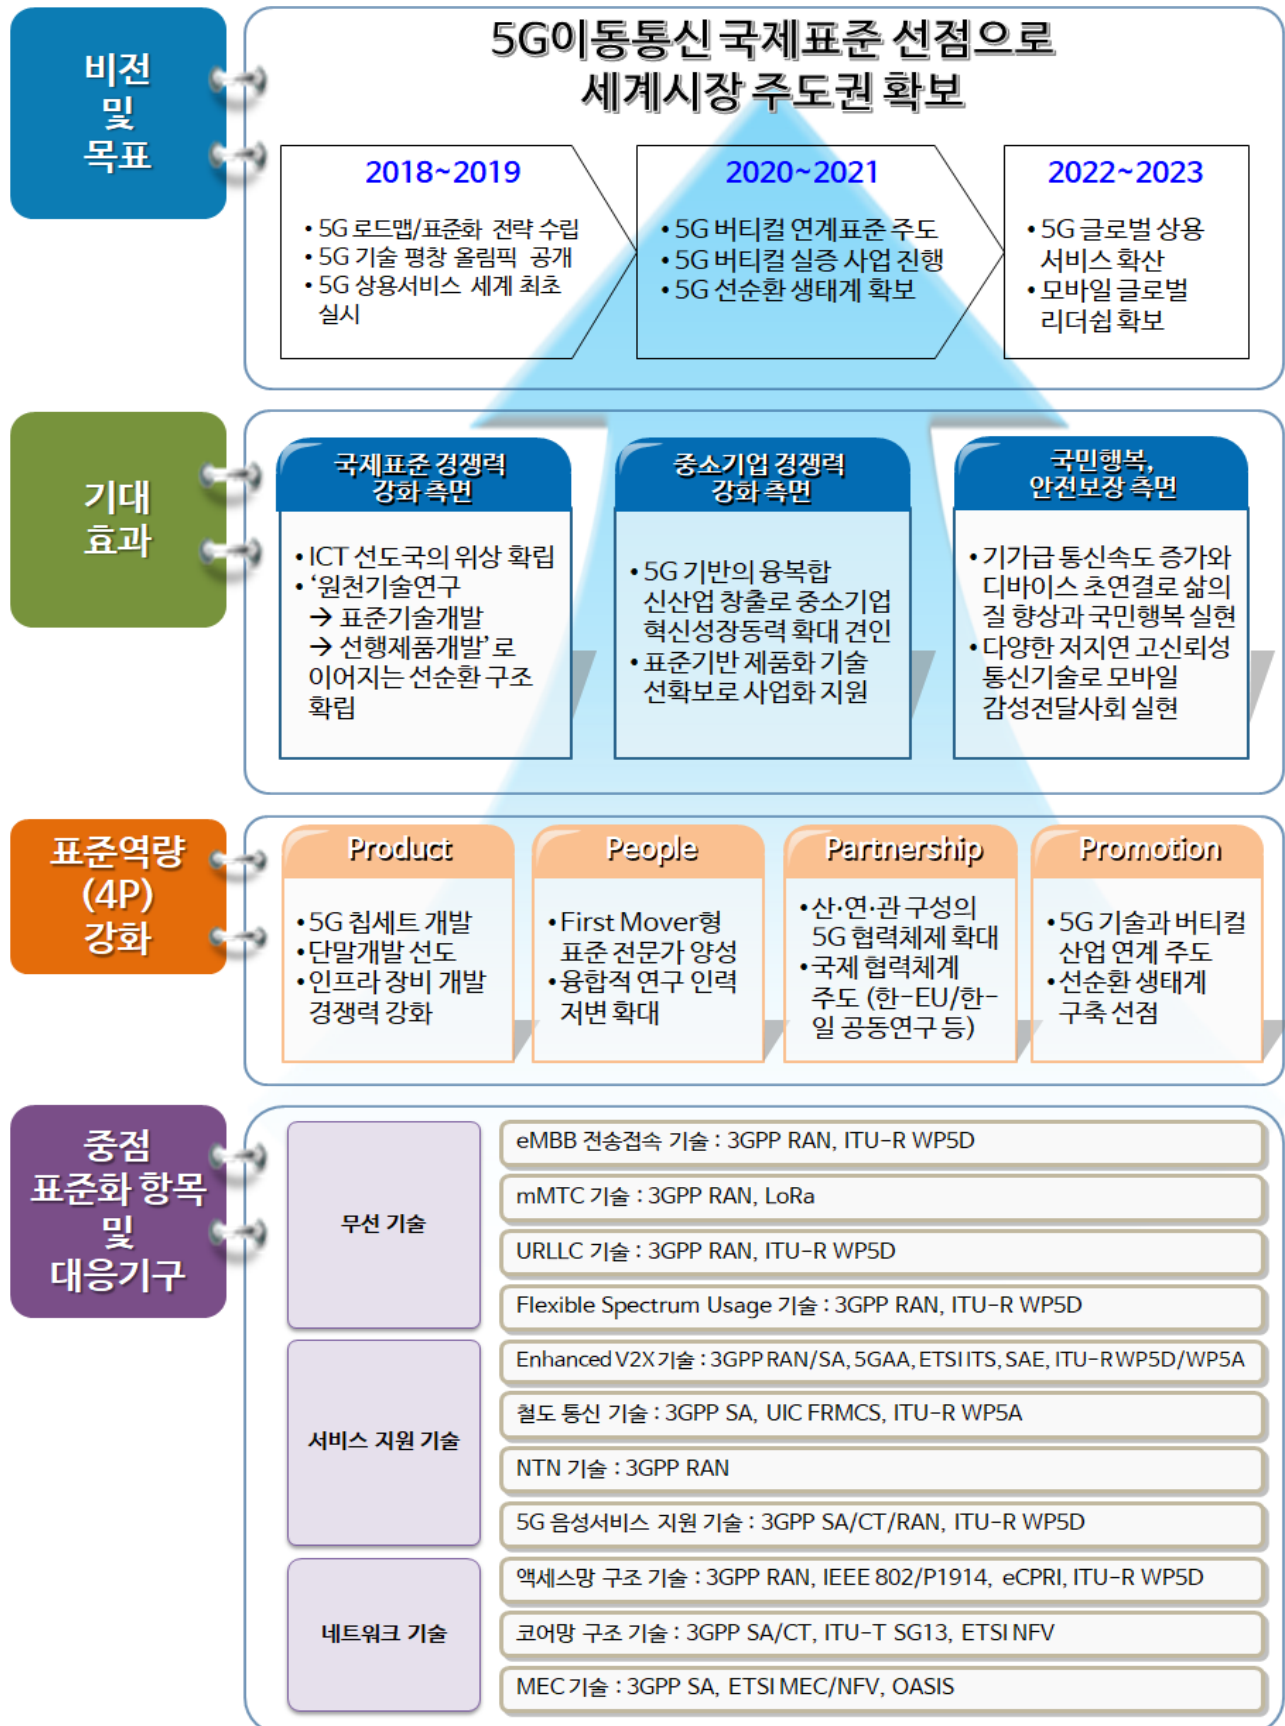 비전
및
목표
5G이동통신 국제표준 선점으로
세계시장 주도권 확보
2018~2019
• 5G 로드맵/표준화 전략 수립
• 5G 기술 평창 올림픽 공개
• 5G 상용서비스 세계 최초
실시
2020~2021
• 5G 버티컬 연계표준 주도
• 5G 버티컬 실증 사업 진행
• 5G 선순환 생태계 확보
2022~2023
• 5G 글로벌 상용
서비스 확산
• 모바일 글로벌
리더쉽 확보
기대
효과
국제표준 경쟁력
강화 측면
• ICT 선도국의 위상 확립
• ‘원천기술연구
→ 표준기술개발
→ 선행제품개발’로
이어지는 선순환 구조
확립
중소기업 경쟁력
강화 측면
• 5G 기반의 융복합
신산업 창출로 중소기업
혁신성장동력 확대 견인
• 표준기반 제품화 기술
선확보로 사업화 지원
국민행복,
안전보장 측면
• 기가급 통신속도 증가와
디바이스 초연결로 삶의
질 향상과 국민행복 실현
• 다양한 저지연 고신뢰성
통신기술로 모바일
감성전달사회 실현
표준역량
(4P)
강화
Product
• 5G 칩세트 개발
• 단말개발 선도
• 인프라 장비 개발
경쟁력 강화
People
• First Mover형
표준 전문가 양성
• 융합적 연구 인력
저변 확대
Partnership
• 산·연·관 구성의
5G 협력체제 확대
• 국제 협력체계
주도 (한-EU/한-
일 공동연구 등)
Promotion
• 5G 기술과 버티컬
산업 연계 주도
• 선순환 생태계
구축 선점
중점
표준화 항목
및
대응기구
무선 기술
eMBB 전송접속 기술 : 3GPP RAN, ITU-R WP5D
mMTC 기술 : 3GPP RAN, LoRa
URLLC 기술 : 3GPP RAN, ITU-R WP5D
Flexible Spectrum Usage 기술 : 3GPP RAN, ITU-R WP5D
서비스 지원 기술
Enhanced V2X 기술 : 3GPP RAN/SA, 5GAA, ETSI ITS, SAE, ITU-R WP5D/WP5A
철도 통신 기술 : 3GPP SA, UIC FRMCS, ITU-R WP5A
NTN 기술 : 3GPP RAN
5G 음성서비스 지원 기술 : 3GPP SA/CT/RAN, ITU-R WP5D
네트워크 기술
액세스망 구조 기술 : 3GPP RAN, IEEE 802/P1914, eCPRI, ITU-R WP5D
코어망 구조 기술 : 3GPP SA/CT, ITU-T SG13, ETSI NFV
MEC 기술 : 3GPP SA, ETSI MEC/NFV, OASIS